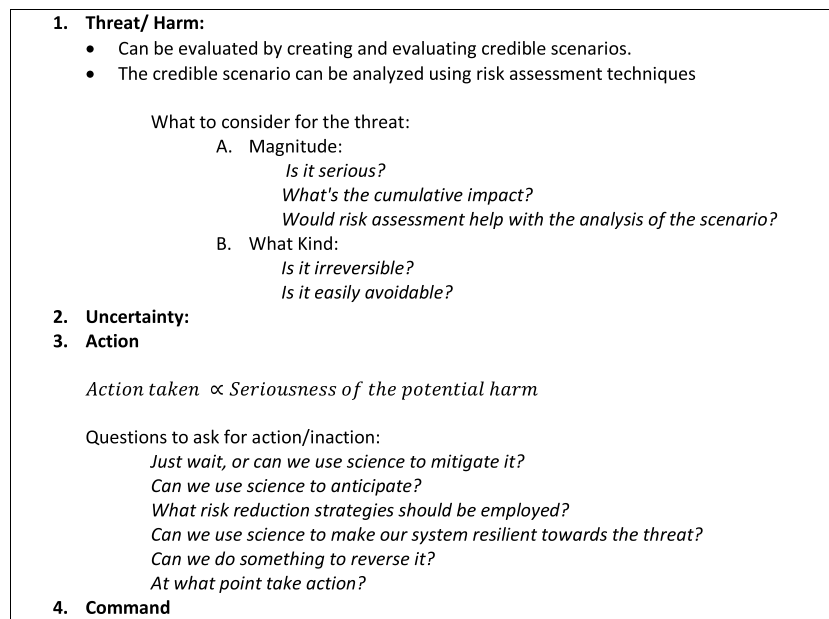 1. Threat/ Harm:
• Can be evaluated by creating and evaluating credible scenarios.
• The credible scenario can be analyzed using risk assessment techniques
What to consider for the threat:
A. Magnitude:
Is it serious?
What's the cumulative impact?
Would risk assessment help with the analysis of the scenario?
B. What Kind:
Is it irreversible?
Is it easily avoidable?
2. Uncertainty:
3. Action
Action taken ∝ Seriousness of the potential harm
Questions to ask for action/inaction:
Just wait, or can we use science to mitigate it?
Can we use science to anticipate?
What risk reduction strategies should be employed?
Can we use science to make our system resilient towards the threat?
Can we do something to reverse it?
At what point take action?
4. Command